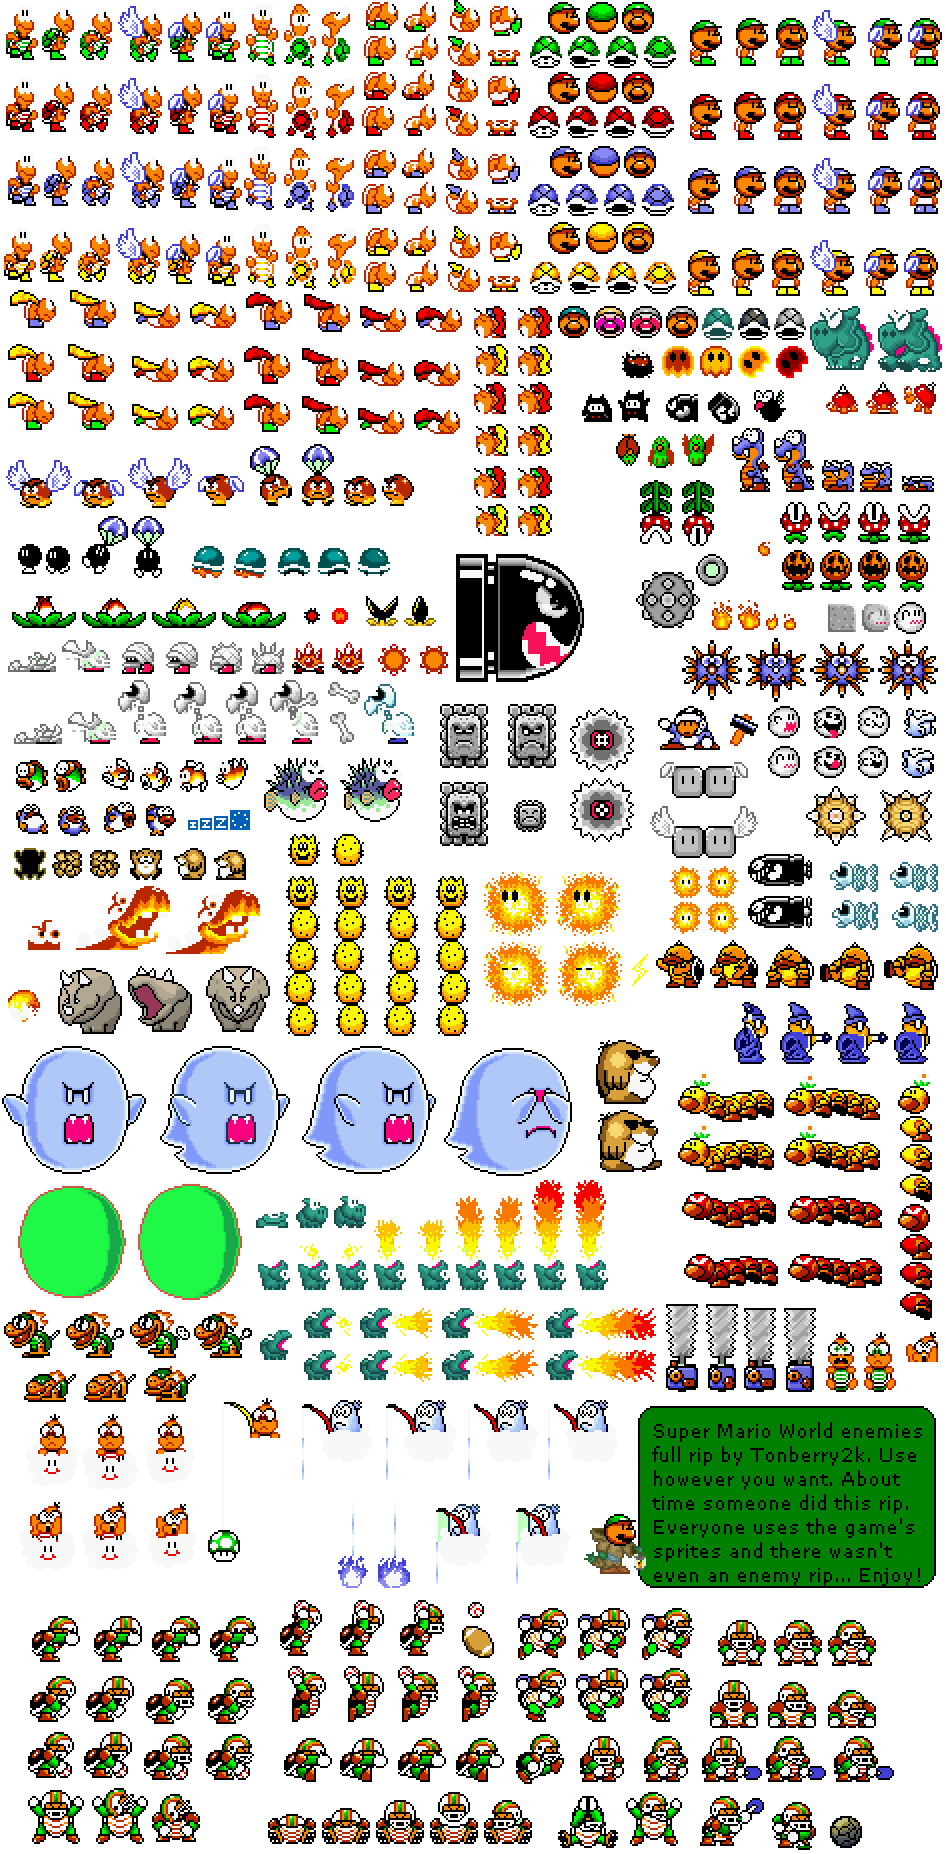 Super Mario World enemies
full rip by Tonberry2k. Use
however you want. About
time someone did this rip.
Everyone uses the game's
sprites and there wasn't
even an enemy rip... Enjoy!
zzZ